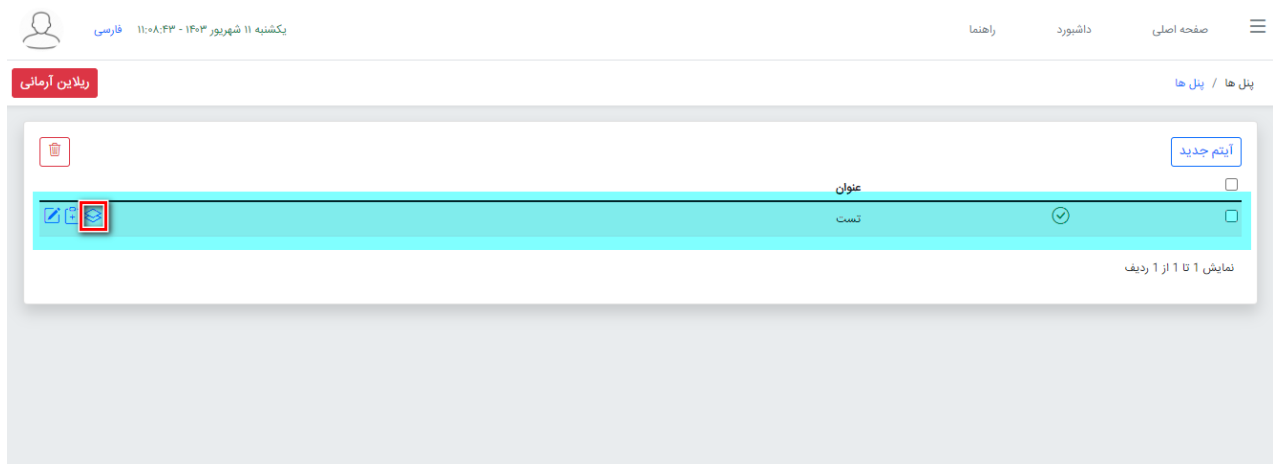 صفحه اصلی
داشبورد
راهنما
یکشنبه ۱۱ شهریور ۱۴۰۳ - ۱۱:۰۸:۴۳
فارسی
پنل ها / پنل ها
ریلاین آرمانی
آیتم جدید
عنوان
تست
نمایش 1 تا 1 از 1 ردیف